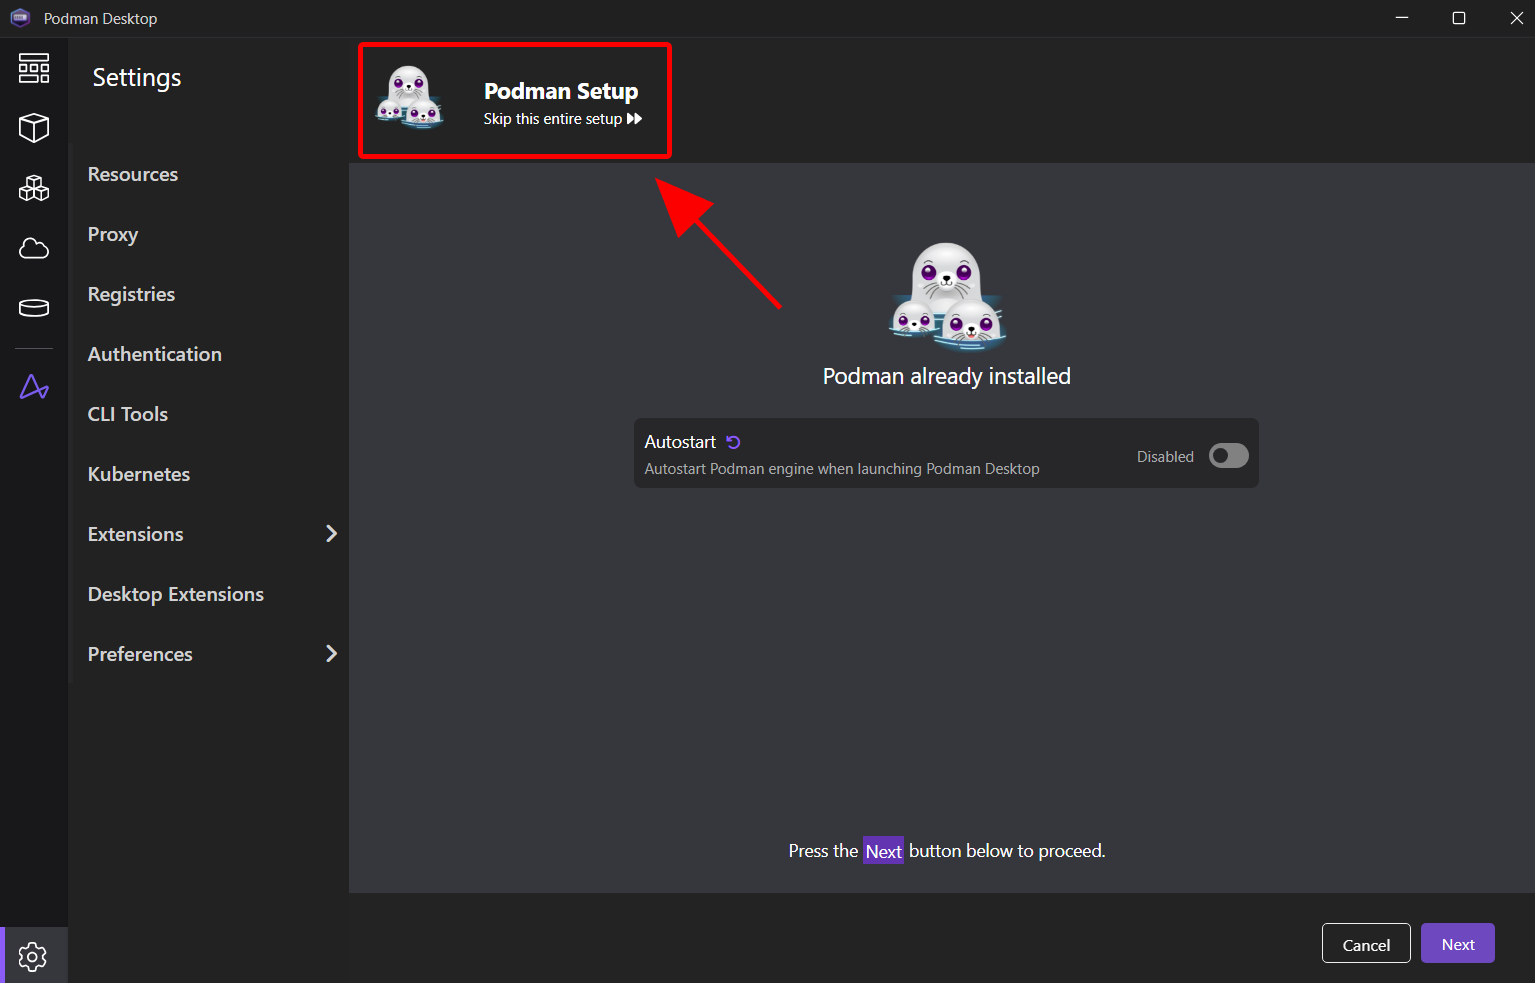 Podman Desktop
Settings
Resources
Proxy
Registries
Authentication
CLI Tools
Kubernetes
Extensions
Desktop Extensions
Preferences
Podman Setup
Skip this entire setup
Podman already installed
Autostart
Autostart Podman engine when launching Podman Desktop
Disabled
Press the Next button below to proceed.
Cancel
Next